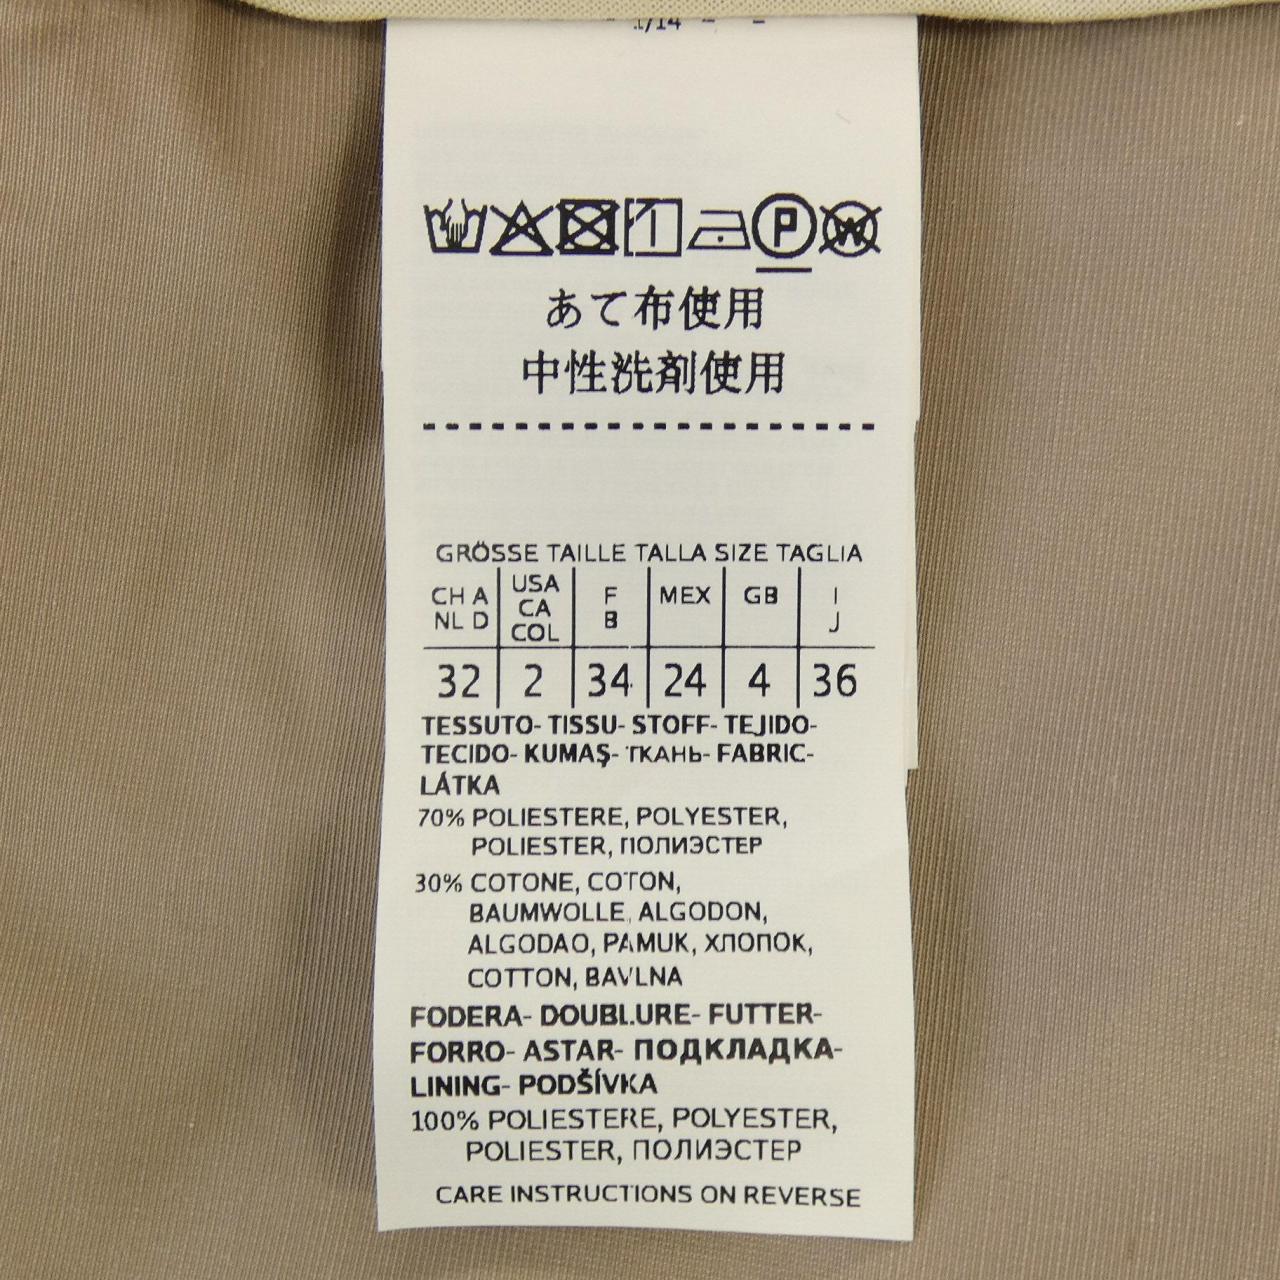 1/14
P
W
あて布使用
中性洗剤使用
GRÖSSE TAILLE TALLA SIZE TAGLIA
CH A NL D USA CA COL F B MEX GB I J
32 2 34 24 4 36
TESSUTO- TISSU- STOFF- TEJIDO-
TECIDO- KUMAŞ- ТКАНЬ- FABRIC-
LÁTKA
70% POLIESTERE, POLYESTER,
POLIESTER, ПОЛИЭСТЕР
30% COTONE, COTON,
BAUMWOLLE, ALGODON,
ALGODAO, PAMUK, ХЛОПОК,
COTTON, BAVLNA
FODERA- DOUBLURE- FUTTER-
FORRO- ASTAR- ПОДКЛАДКА-
LINING- PODŠÍVKA
100% POLIESTERE, POLYESTER,
POLIESTER, ПОЛИЭСТЕР
CARE INSTRUCTIONS ON REVERSE